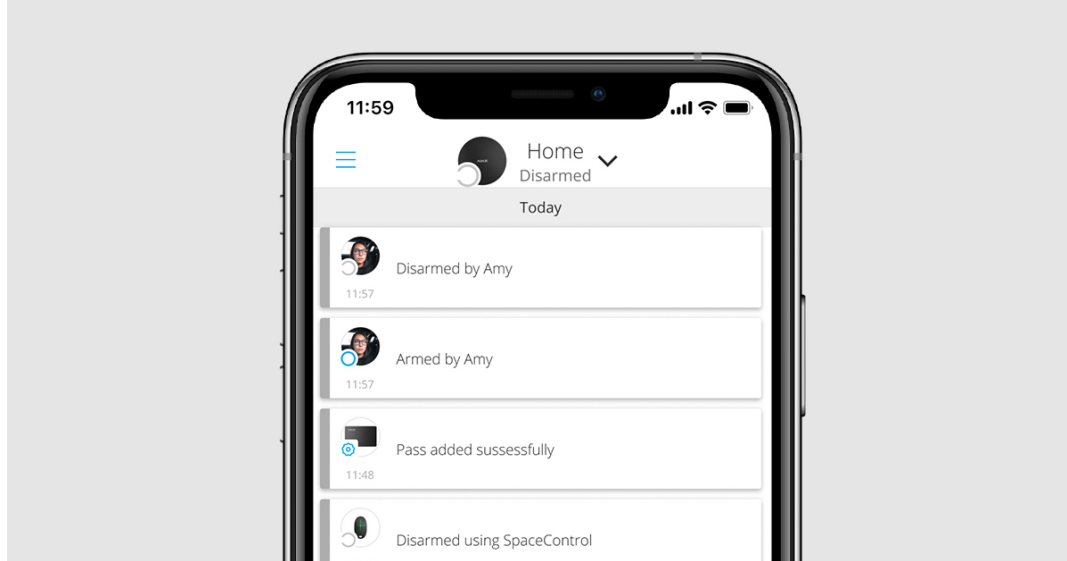 11:59
Home
Disarmed
Today
Disarmed by Amy
11:57
Armed by Amy
11:57
Pass added sussessfully
11:48
Disarmed using SpaceControl